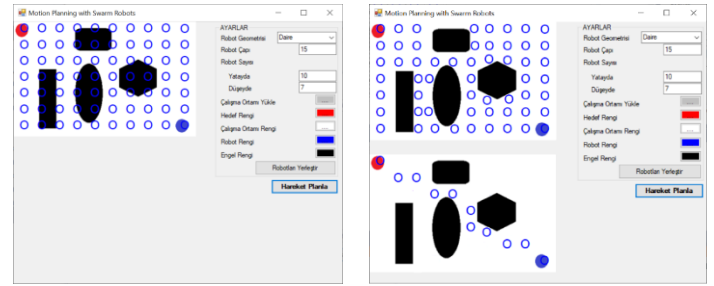 Motion Planning with Swarm Robots
AYARLAR
Robot Geometrisi Daire
Robot Çapı 15
Robot Sayısı
Yatayda 10
Düşeyde 7
Çalışma Ortamı Yükle ...
Hedef Rengi
Çalışma Ortamı Rengi ...
Robot Rengi
Engel Rengi
Robotları Yerleştir
Hareket Planla
Motion Planning with Swarm Robots
AYARLAR
Robot Geometrisi Daire
Robot Çapı 15
Robot Sayısı
Yatayda 10
Düşeyde 7
Çalışma Ortamı Yükle ...
Hedef Rengi
Çalışma Ortamı Rengi ...
Robot Rengi
Engel Rengi
Robotları Yerleştir
Hareket Planla